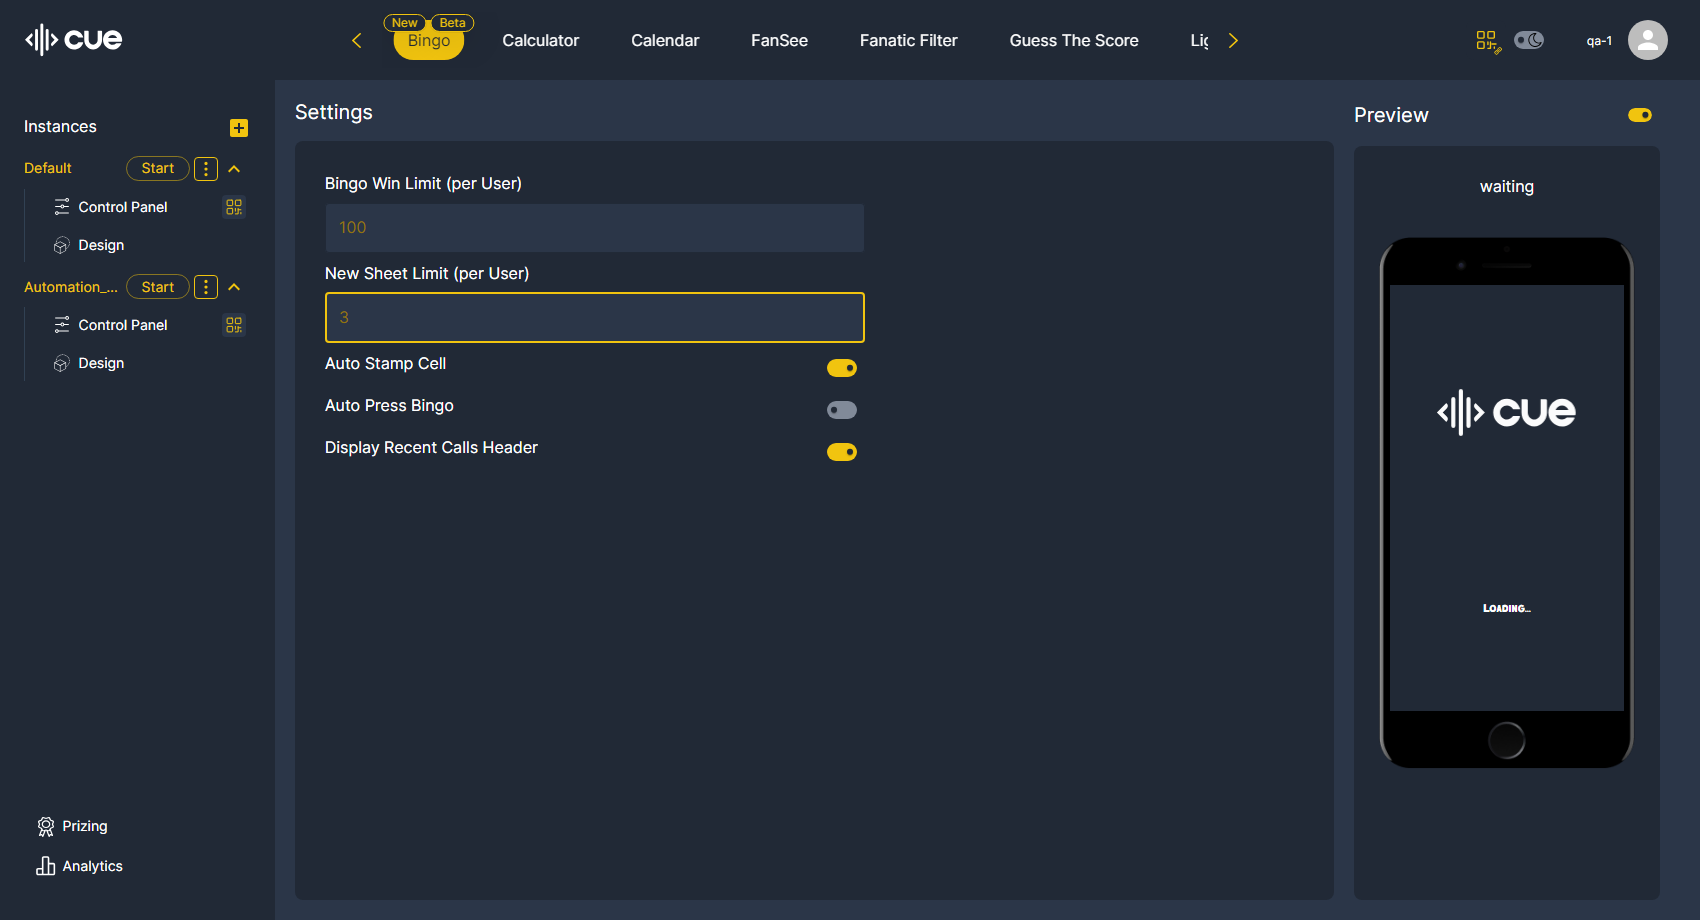 cue
New Beta
Bingo Calculator Calendar FanSee Fanatic Filter Guess The Score Lig
qa-1
Instances
Default Start
Control Panel
Design
Automation_... Start
Control Panel
Design
Prizing
Analytics
Settings
Bingo Win Limit (per User)
100
New Sheet Limit (per User)
3
Auto Stamp Cell
Auto Press Bingo
Display Recent Calls Header
Preview
waiting
cue
LOADING...